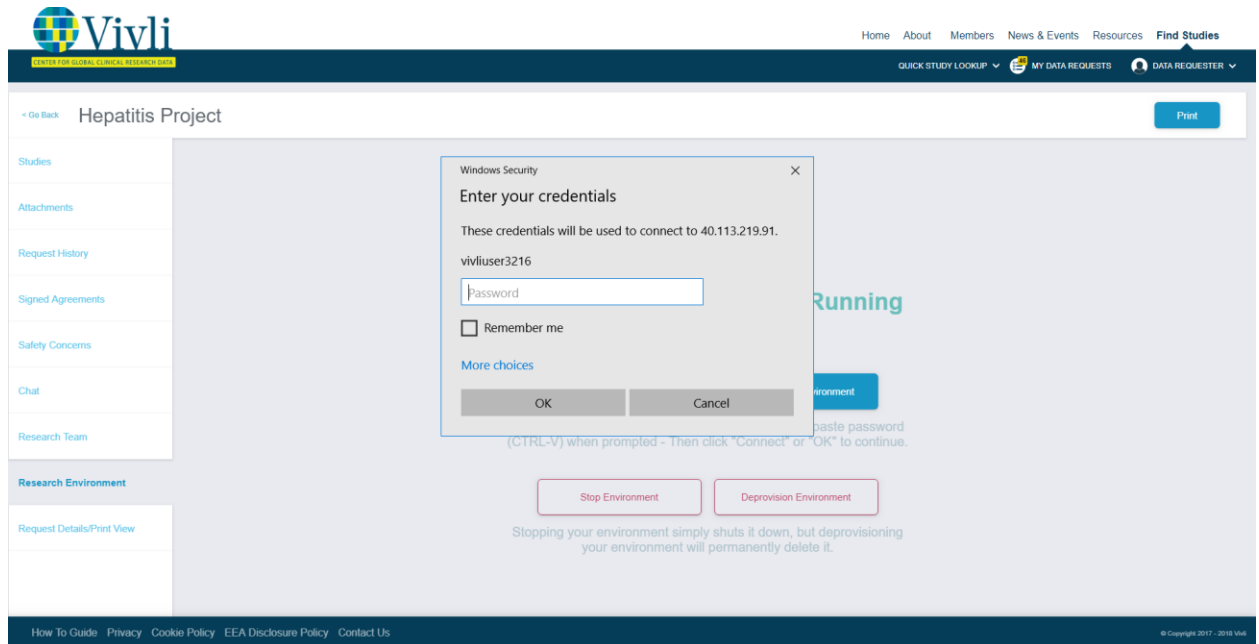 Vivli
CENTER FOR GLOBAL CLINICAL RESEARCH DATA
Home About Members News & Events Resources Find Studies
QUICK STUDY LOOKUP MY DATA REQUESTS DATA REQUESTER
< Go Back Hepatitis Project Print
Studies
Attachments
Request History
Signed Agreements
Safety Concerns
Chat
Research Team
Research Environment
Request Details/Print View
Windows Security
Enter your credentials
These credentials will be used to connect to 40.113.219.91.
vivliuser3216
Password
Remember me
More choices
OK Cancel
Running
vironment
paste password
(CTRL-V) when prompted - Then click "Connect" or "OK" to continue.
Stop Environment Deprovision Environment
Stopping your environment simply shuts it down, but deprovisioning
your environment will permanently delete it.
How To Guide Privacy Cookie Policy EEA Disclosure Policy Contact Us
© Copyright 2017 - 2018 Vivli